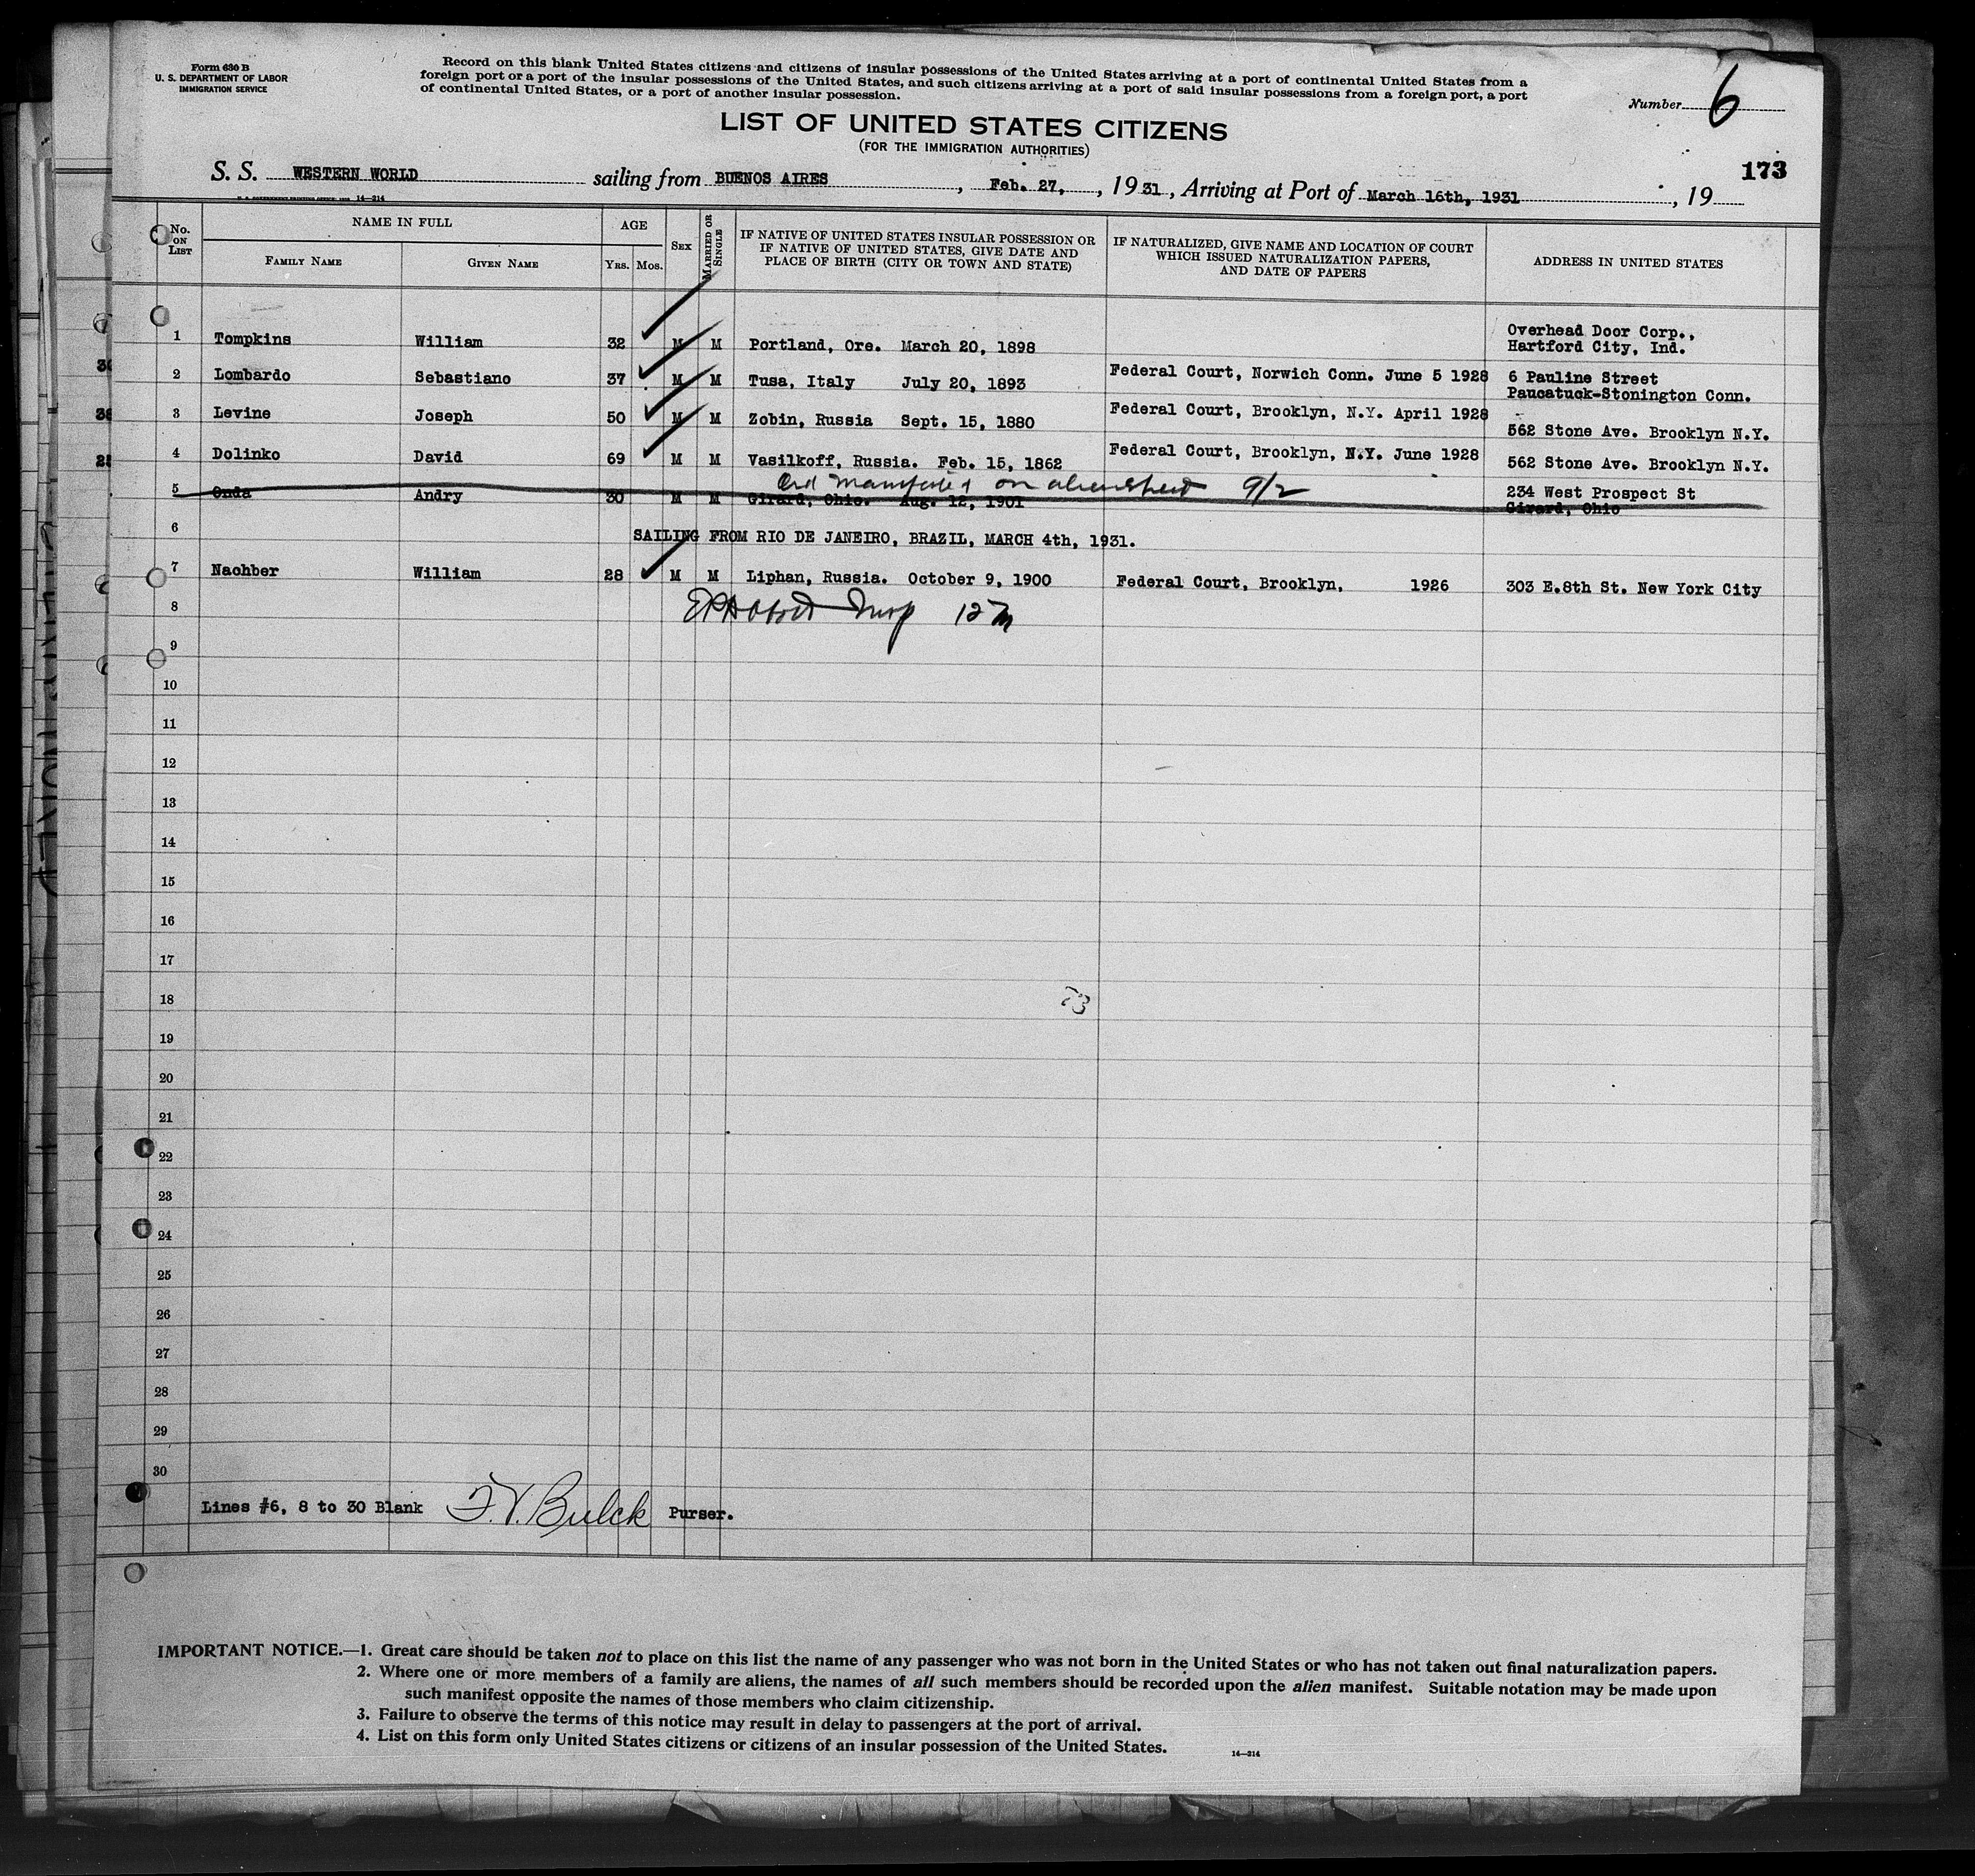 Form 630 B
U. S. DEPARTMENT OF LABOR
IMMIGRATION SERVICE
Record on this blank United States citizens and citizens of insular possessions of the United States arriving at a port of continental United States from a
foreign port or a port of the insular possessions of the United States, and such citizens arriving at a port of said insular possessions from a foreign port, a port
of continental United States, or a port of another insular possession.
Number 6
LIST OF UNITED STATES CITIZENS
(FOR THE IMMIGRATION AUTHORITIES)
173
S. S. WESTERN WORLD sailing from BUENOS AIRES, Feb. 27, , 1931, Arriving at Port of March 16th, 1931 , 19
14—214
No. ON LIST
NAME IN FULL
FAMILY NAME GIVEN NAME
AGE
YRS. MOS.
SEX
MARRIED OR SINGLE
IF NATIVE OF UNITED STATES INSULAR POSSESSION OR
IF NATIVE OF UNITED STATES, GIVE DATE AND
PLACE OF BIRTH (CITY OR TOWN AND STATE)
IF NATURALIZED, GIVE NAME AND LOCATION OF COURT
WHICH ISSUED NATURALIZATION PAPERS,
AND DATE OF PAPERS
ADDRESS IN UNITED STATES
1 Tompkins William 32 M M Portland, Ore. March 20, 1898 Overhead Door Corp.,
Hartford City, Ind.
2 Lombardo Sebastiano 37 M M Tusa, Italy July 20, 1893 Federal Court, Norwich Conn. June 5 1928 6 Pauline Street
Paucatuck-Stonington Conn.
3 Levine Joseph 50 M M Zobin, Russia Sept. 15, 1880 Federal Court, Brooklyn, N.Y. April 1928
562 Stone Ave. Brooklyn N.Y.
4 Dolinko David 69 M M Vasilkoff, Russia. Feb. 15, 1862 Federal Court, Brooklyn, N.Y. June 1928
562 Stone Ave. Brooklyn N.Y.
manifested on alien sheet 9/2
5 Onda Andry 30 M M Girard, Ohio. Aug. 12, 1901 234 West Prospect St
Girard, Ohio
6 SAILING FROM RIO DE JANEIRO, BRAZIL, MARCH 4th, 1931.
7 Nachber William 28 M M Liphan, Russia. October 9, 1900 Federal Court, Brooklyn, 1926 303 E.8th St. New York City
8
Insp
9
10
11
12
13
14
15
16
17
18
73
19
20
21
22
23
24
25
26
27
28
29
30
Lines #6, 8 to 30 Blank F.V. Bulck Purser.
IMPORTANT NOTICE.—1. Great care should be taken not to place on this list the name of any passenger who was not born in the United States or who has not taken out final naturalization papers.
2. Where one or more members of a family are aliens, the names of all such members should be recorded upon the alien manifest. Suitable notation may be made upon
such manifest opposite the names of those members who claim citizenship.
3. Failure to observe the terms of this notice may result in delay to passengers at the port of arrival.
4. List on this form only United States citizens or citizens of an insular possession of the United States.
14—214